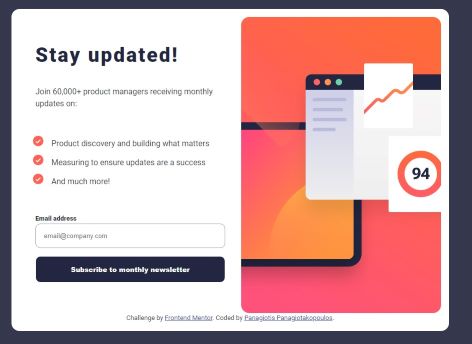 Stay updated!
Join 60,000+ product managers receiving monthly
updates on:
Product discovery and building what matters
Measuring to ensure updates are a success
And much more!
Email address
email@company.com
Subscribe to monthly newsletter
94
Challenge by Frontend Mentor. Coded by Panagiotis Panagiotakopoulos.